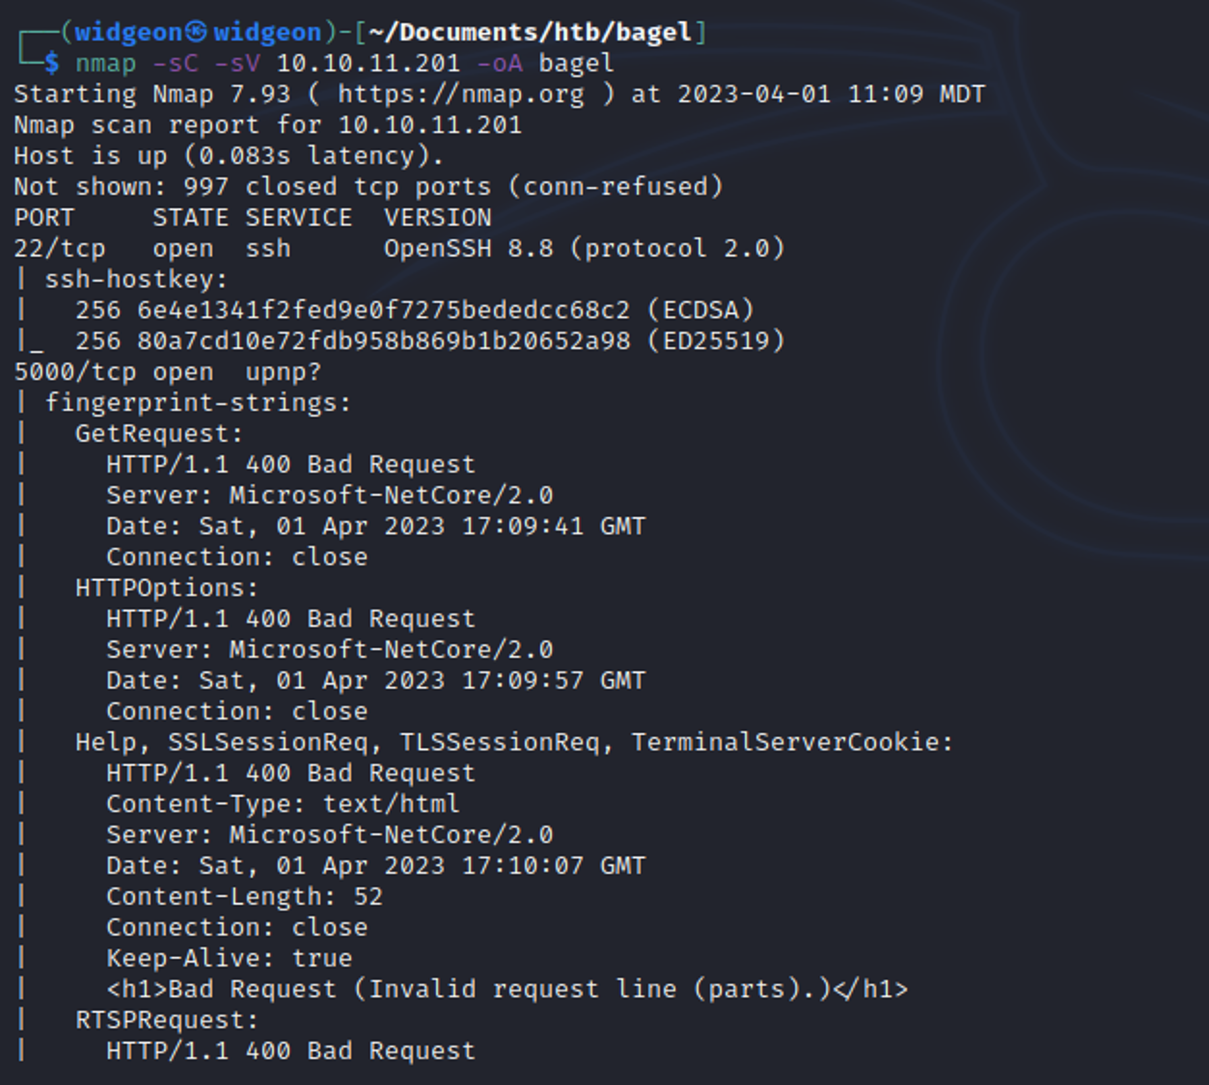 ┌──(widgeon㉿widgeon)-[~/Documents/htb/bagel]
└─$ nmap -sC -sV 10.10.11.201 -oA bagel
Starting Nmap 7.93 ( https://nmap.org ) at 2023-04-01 11:09 MDT
Nmap scan report for 10.10.11.201
Host is up (0.083s latency).
Not shown: 997 closed tcp ports (conn-refused)
PORT     STATE SERVICE  VERSION
22/tcp   open  ssh      OpenSSH 8.8 (protocol 2.0)
| ssh-hostkey:
|   256 6e4e1341f2fed9e0f7275bededcc68c2 (ECDSA)
|_  256 80a7cd10e72fdb958b869b1b20652a98 (ED25519)
5000/tcp open  upnp?
| fingerprint-strings:
|   GetRequest:
|     HTTP/1.1 400 Bad Request
|     Server: Microsoft-NetCore/2.0
|     Date: Sat, 01 Apr 2023 17:09:41 GMT
|     Connection: close
|   HTTPOptions:
|     HTTP/1.1 400 Bad Request
|     Server: Microsoft-NetCore/2.0
|     Date: Sat, 01 Apr 2023 17:09:57 GMT
|     Connection: close
|   Help, SSLSessionReq, TLSSessionReq, TerminalServerCookie:
|     HTTP/1.1 400 Bad Request
|     Content-Type: text/html
|     Server: Microsoft-NetCore/2.0
|     Date: Sat, 01 Apr 2023 17:10:07 GMT
|     Content-Length: 52
|     Connection: close
|     Keep-Alive: true
|     <h1>Bad Request (Invalid request line (parts).)</h1>
|   RTSPRequest:
|     HTTP/1.1 400 Bad Request